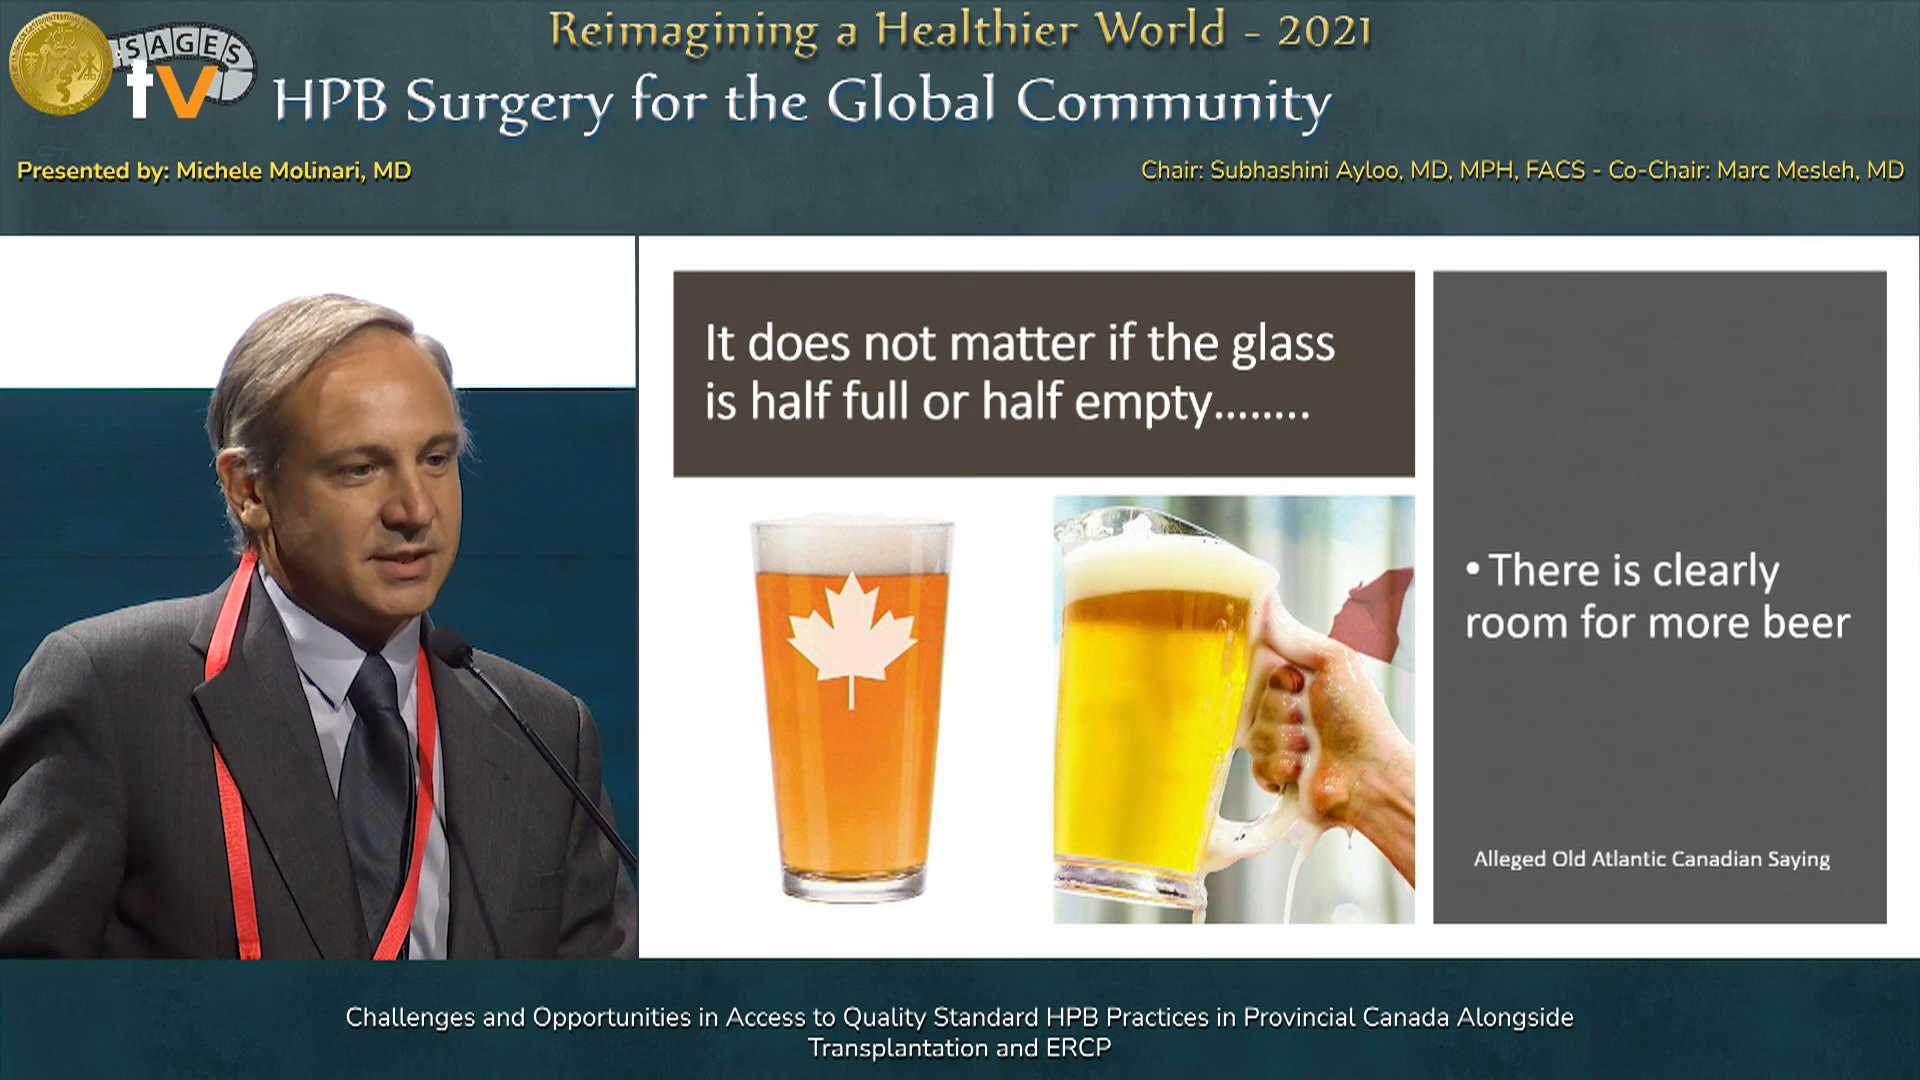 Reimagining a Healthier World - 2021
SAGES
tv
HPB Surgery for the Global Community
Presented by: Michele Molinari, MD
Chair: Subhashini Ayloo, MD, MPH, FACS - Co-Chair: Marc Mesleh, MD
It does not matter if the glass
is half full or half empty........
• There is clearly
room for more beer
Alleged Old Atlantic Canadian Saying
Challenges and Opportunities in Access to Quality Standard HPB Practices in Provincial Canada Alongside
Transplantation and ERCP